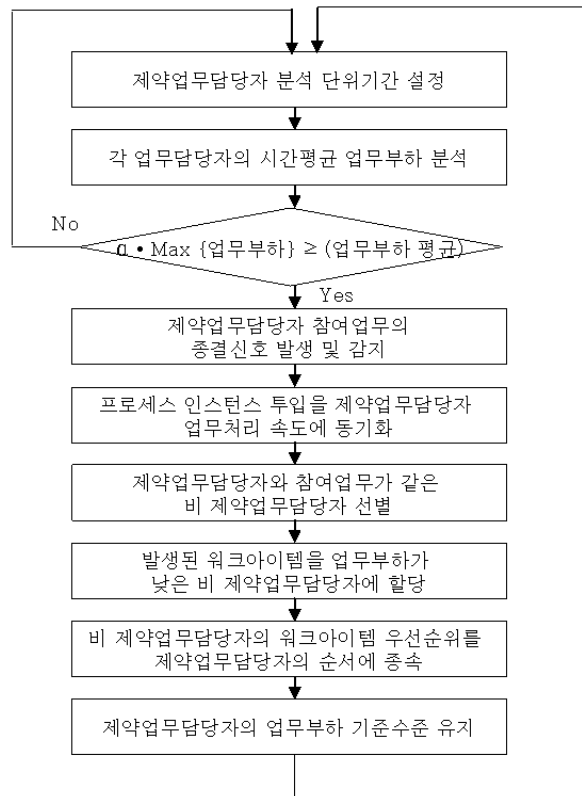 제약업무담당자 분석 단위기간 설정
각 업무담당자의 시간평균 업무부하 분석
No
α • Max {업무부하} ≥ (업무부하 평균)
Yes
제약업무담당자 참여업무의
종결신호 발생 및 감지
프로세스 인스턴스 투입을 제약업무담당자
업무처리 속도에 동기화
제약업무담당자와 참여업무가 같은
비 제약업무담당자 선별
발생된 워크아이템을 업무부하가
낮은 비 제약업무담당자에 할당
비 제약업무담당자의 워크아이템 우선순위를
제약업무담당자의 순서에 종속
제약업무담당자의 업무부하 기준수준 유지